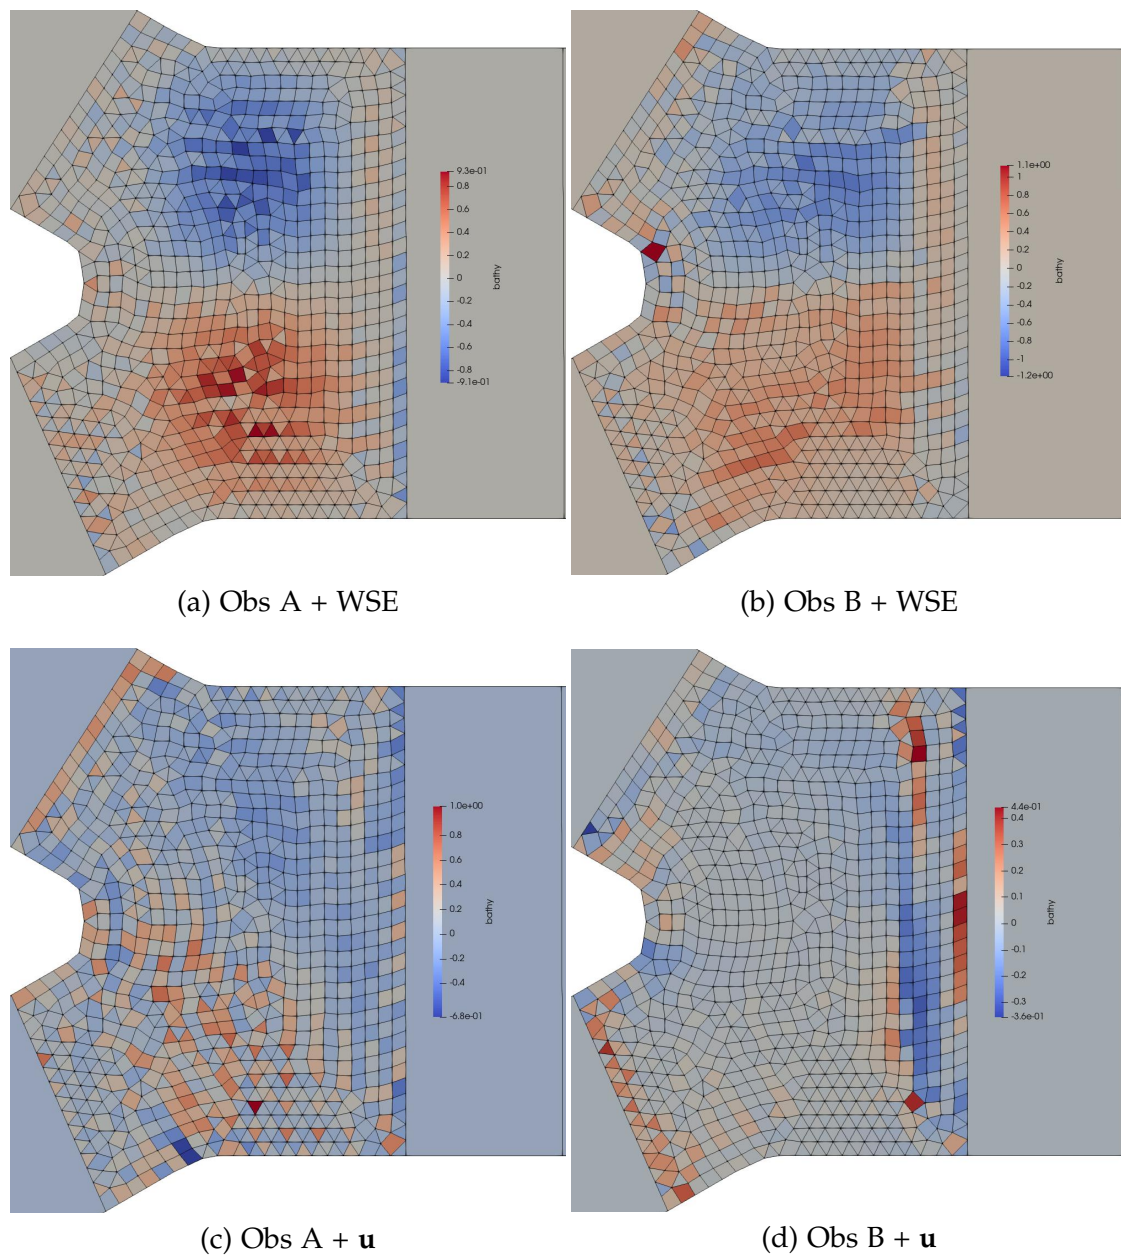 9.3e-01
0.8
0.6
0.4
0.2
0
-0.2
-0.4
-0.6
-0.8
-9.1e-01
bathy
1.1e+00
1
0.8
0.6
0.4
0.2
0
-0.2
-0.4
-0.6
-0.8
-1
-1.2e+00
bathy
(a) Obs A + WSE
(b) Obs B + WSE
1.0e+00
0.8
0.6
0.4
0.2
0
-0.2
-0.4
-6.8e-01
bathy
4.4e-01
0.4
0.3
0.2
0.1
0
-0.1
-0.2
-0.3
-3.6e-01
bathy
(c) Obs A + u
(d) Obs B + u